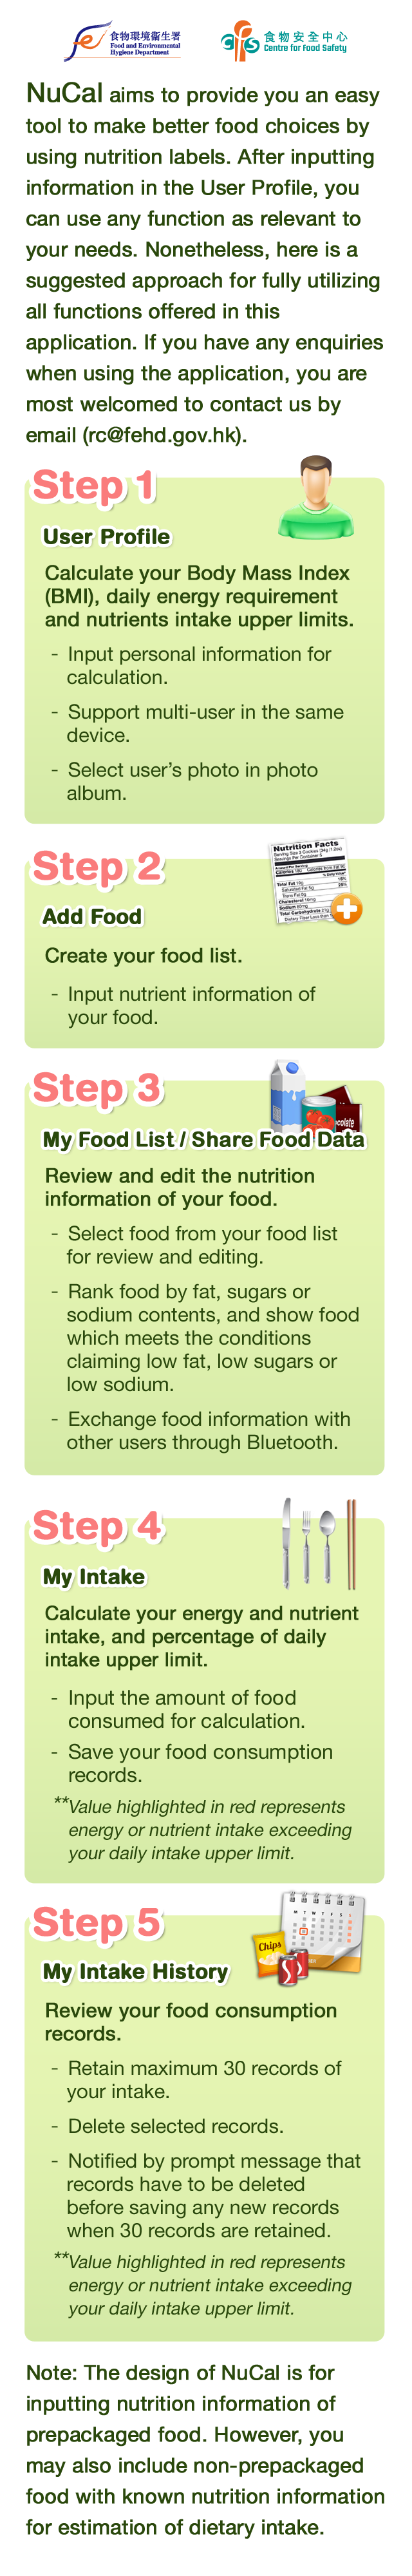 食物環境衞生署
Food and Environmental
Hygiene Department
食物安全中心
Centre for Food Safety
NuCal aims to provide you an easy
tool to make better food choices by
using nutrition labels. After inputting
information in the User Profile, you
can use any function as relevant to
your needs. Nonetheless, here is a
suggested approach for fully utilizing
all functions offered in this
application. If you have any enquiries
when using the application, you are
most welcomed to contact us by
email (rc@fehd.gov.hk).
Step 1
User Profile
Calculate your Body Mass Index
(BMI), daily energy requirement
and nutrients intake upper limits.
- Input personal information for
calculation.
- Support multi-user in the same
device.
- Select user's photo in photo
album.
Step 2
Nutrition Facts
Add Food
Create your food list.
- Input nutrient information of
your food.
Step 3
My Food List / Share Food Data
Review and edit the nutrition
information of your food.
- Select food from your food list
for review and editing.
- Rank food by fat, sugars or
sodium contents, and show food
which meets the conditions
claiming low fat, low sugars or
low sodium.
- Exchange food information with
other users through Bluetooth.
Step 4
My Intake
Calculate your energy and nutrient
intake, and percentage of daily
intake upper limit.
- Input the amount of food
consumed for calculation.
- Save your food consumption
records.
**Value highlighted in red represents
energy or nutrient intake exceeding
your daily intake upper limit.
Step 5
Chips
My Intake History
Review your food consumption
records.
- Retain maximum 30 records of
your intake.
- Delete selected records.
- Notified by prompt message that
records have to be deleted
before saving any new records
when 30 records are retained.
**Value highlighted in red represents
energy or nutrient intake exceeding
your daily intake upper limit.
Note: The design of NuCal is for
inputting nutrition information of
prepackaged food. However, you
may also include non-prepackaged
food with known nutrition information
for estimation of dietary intake.